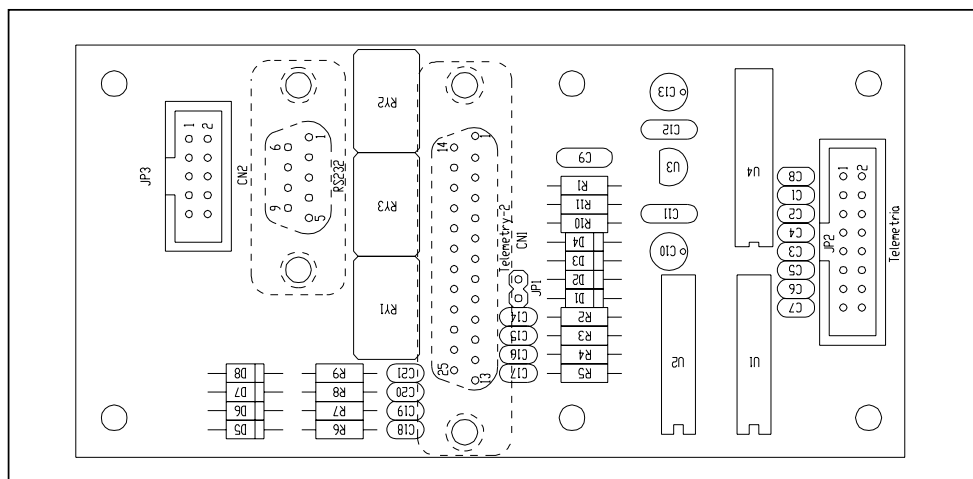 JP3
1
2
CN2
6
1
9
5
RS232
RY2
RY3
RY1
14
1
25
13
Telemetry-2
CN1
JP1
C9
R1
R11
R10
D4
D3
D2
D1
R2
R3
R4
R5
C14
C15
C16
C17
C13
C12
U3
C11
C10
U4
U2
U1
C8
C1
C2
C4
C3
C5
C6
C7
1
2
JP2
Telemetria
D8
D7
D6
D5
R9
R8
R7
R6
C21
C20
C19
C18